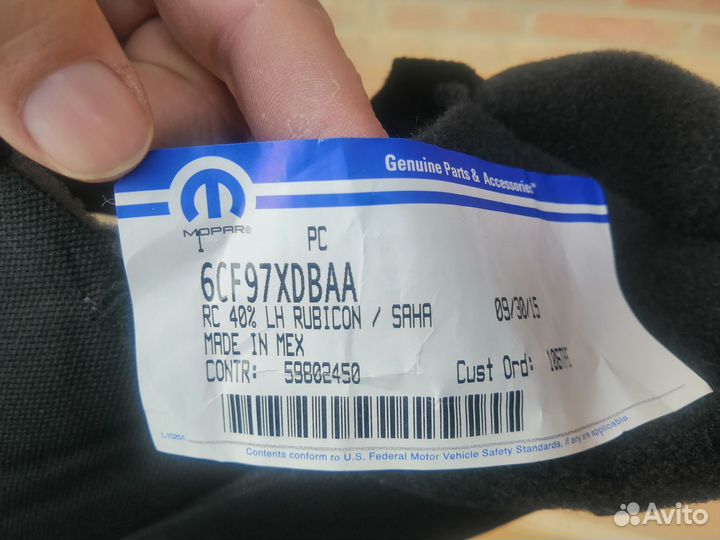 Genuine Parts & Accessories
MOPAR®
1 PC
6CF97XDBAA
RC 40% LH RUBICON / SAHA 09/30/15
MADE IN MEX
CONTR: 59802450 Cust Ord:
Contents conform to U.S. Federal Motor Vehicle Safety Standards, if any are applicable
Avito